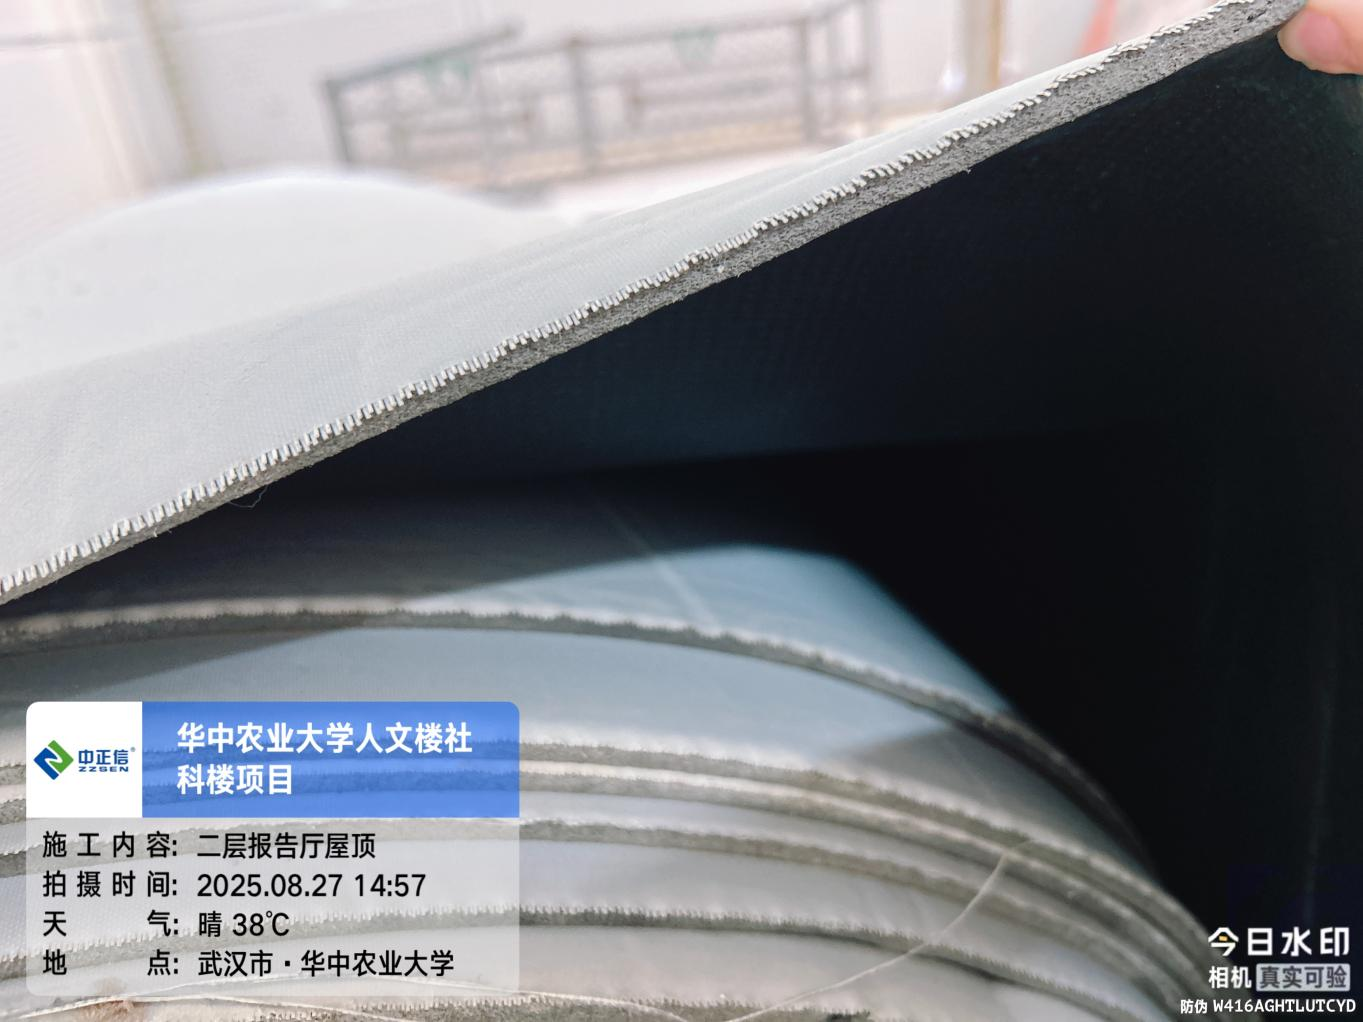 中正信®
ZZSEN
华中农业大学人文楼社
科楼项目
施工内容: 二层报告厅屋顶
拍摄时间: 2025.08.27 14:57
天气: 晴 38℃
地点: 武汉市·华中农业大学
今日水印
相机 真实可验
防伪 W416AGHTLUTCYD